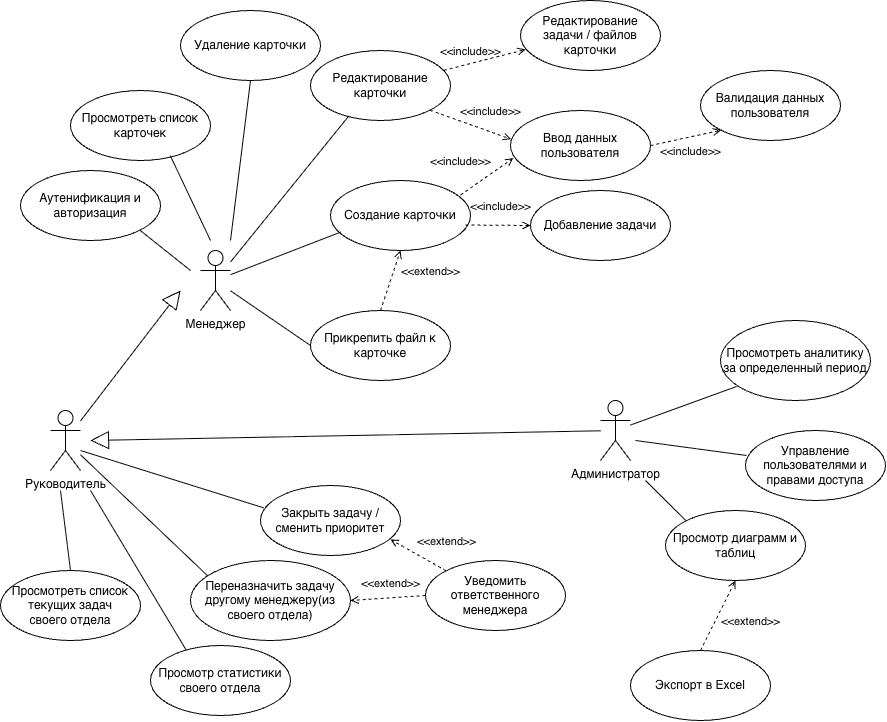 Редактирование
задачи / файлов
карточки
Удаление карточки
<<include>>
Редактирование
карточки
Валидация данных
пользователя
Просмотреть список
карточек
<<include>>
Ввод данных
пользователя
<<include>>
<<include>>
Аутенификация и
авторизация
Создание карточки
<<include>>
Добавление задачи
<<extend>>
Менеджер
Прикрепить файл к
карточке
Просмотреть аналитику
за определенный период
Управление
пользователями и
правами доступа
Администратор
Руководитель
Закрыть задачу /
сменить приоритет
Просмотр диаграмм и
таблиц
<<extend>>
Просмотреть список
текущих задач
своего отдела
Переназначить задачу
другому менеджеру(из
своего отдела)
<<extend>>
Уведомить
ответственного
менеджера
<<extend>>
Просмотр статистики
своего отдела
Экспорт в Excel